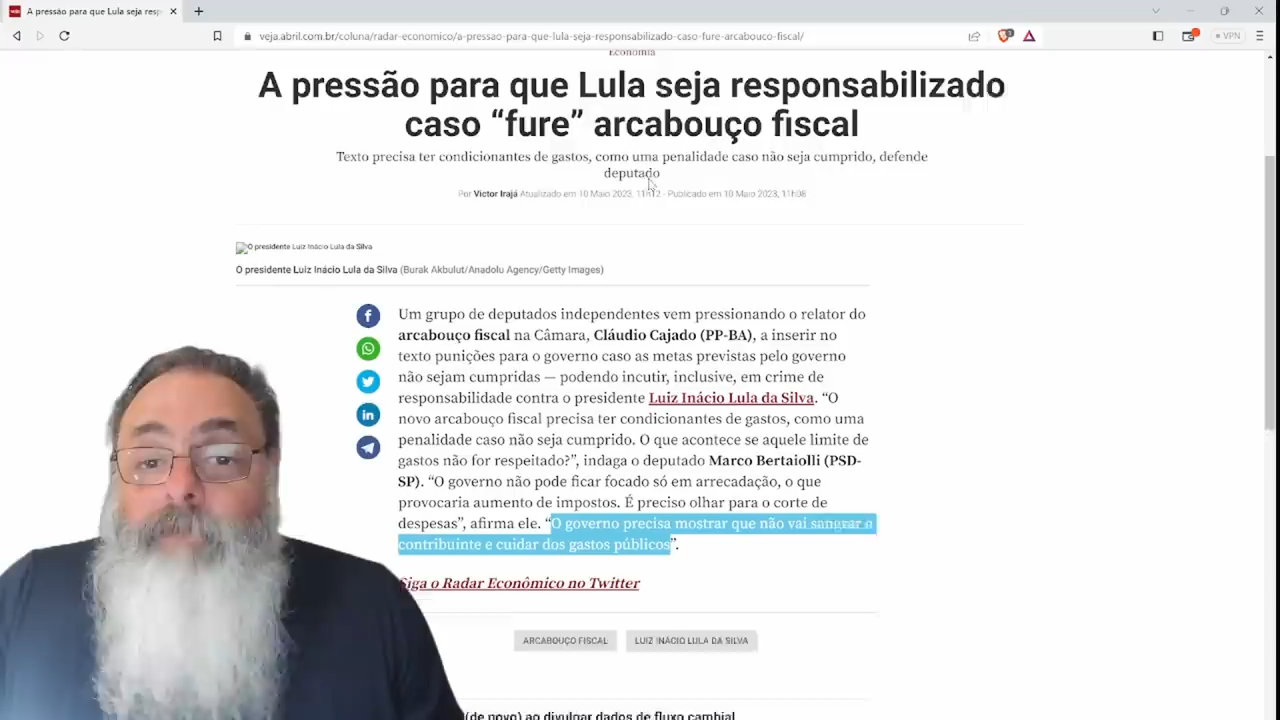 A pressão para que Lula seja resp
veja.abril.com.br/coluna/radar-economico/a-pressao-para-que-lula-seja-responsabilizado-caso-fure-arcabouco-fiscal/
VPN
Economia
A pressão para que Lula seja responsabilizado
caso “fure” arcabouço fiscal
Texto precisa ter condicionantes de gastos, como uma penalidade caso não seja cumprido, defende
deputado
Por Victor Irajá Atualizado em 10 Maio 2023, 11h12 - Publicado em 10 Maio 2023, 11h08
O presidente Luiz Inácio Lula da Silva
O presidente Luiz Inácio Lula da Silva (Burak Akbulut/Anadolu Agency/Getty Images)
Um grupo de deputados independentes vem pressionando o relator do
arcabouço fiscal na Câmara, Cláudio Cajado (PP-BA), a inserir no
texto punições para o governo caso as metas previstas pelo governo
não sejam cumpridas — podendo incutir, inclusive, em crime de
responsabilidade contra o presidente Luiz Inácio Lula da Silva. “O
novo arcabouço fiscal precisa ter condicionantes de gastos, como uma
penalidade caso não seja cumprido. O que acontece se aquele limite de
gastos não for respeitado?”, indaga o deputado Marco Bertaiolli (PSD-
SP). “O governo não pode ficar focado só em arrecadação, o que
provocaria aumento de impostos. É preciso olhar para o corte de
despesas”, afirma ele. “O governo precisa mostrar que não vai sangrar o
contribuinte e cuidar dos gastos públicos”.
Siga o Radar Econômico no Twitter
ARCABOUÇO FISCAL
LUIZ INÁCIO LULA DA SILVA
(de novo) ao divulgar dados de fluxo cambial